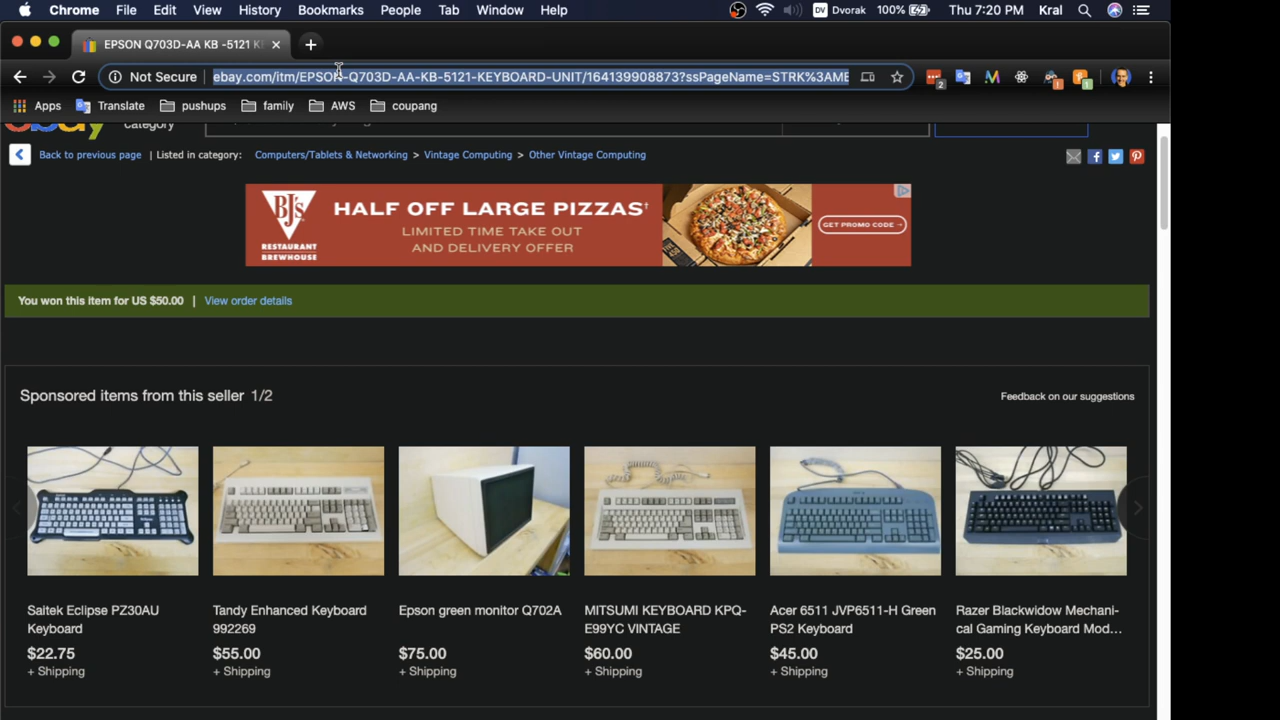 Chrome File Edit View History Bookmarks People Tab Window Help DV Dvorak 100% Thu 7:20 PM Kral
EPSON Q703D-AA KB -5121 K
Not Secure ebay.com/itm/EPSON-Q703D-AA-KB-5121-KEYBOARD-UNIT/164139908873?ssPageName=STRK%3AME
2 1 1
Apps Translate pushups family AWS coupang
category
Back to previous page | Listed in category: Computers/Tablets & Networking > Vintage Computing > Other Vintage Computing
BJ's RESTAURANT BREWHOUSE
HALF OFF LARGE PIZZAS†
LIMITED TIME TAKE OUT
AND DELIVERY OFFER
GET PROMO CODE →
You won this item for US $50.00 | View order details
Sponsored items from this seller 1/2
Feedback on our suggestions
Saitek Eclipse PZ30AU
Keyboard
$22.75
+ Shipping
Tandy Enhanced Keyboard
992269
$55.00
+ Shipping
Epson green monitor Q702A
$75.00
+ Shipping
MITSUMI KEYBOARD KPQ-
E99YC VINTAGE
$60.00
+ Shipping
Acer 6511 JVP6511-H Green
PS2 Keyboard
$45.00
+ Shipping
Razer Blackwidow Mechani-
cal Gaming Keyboard Mod...
$25.00
+ Shipping